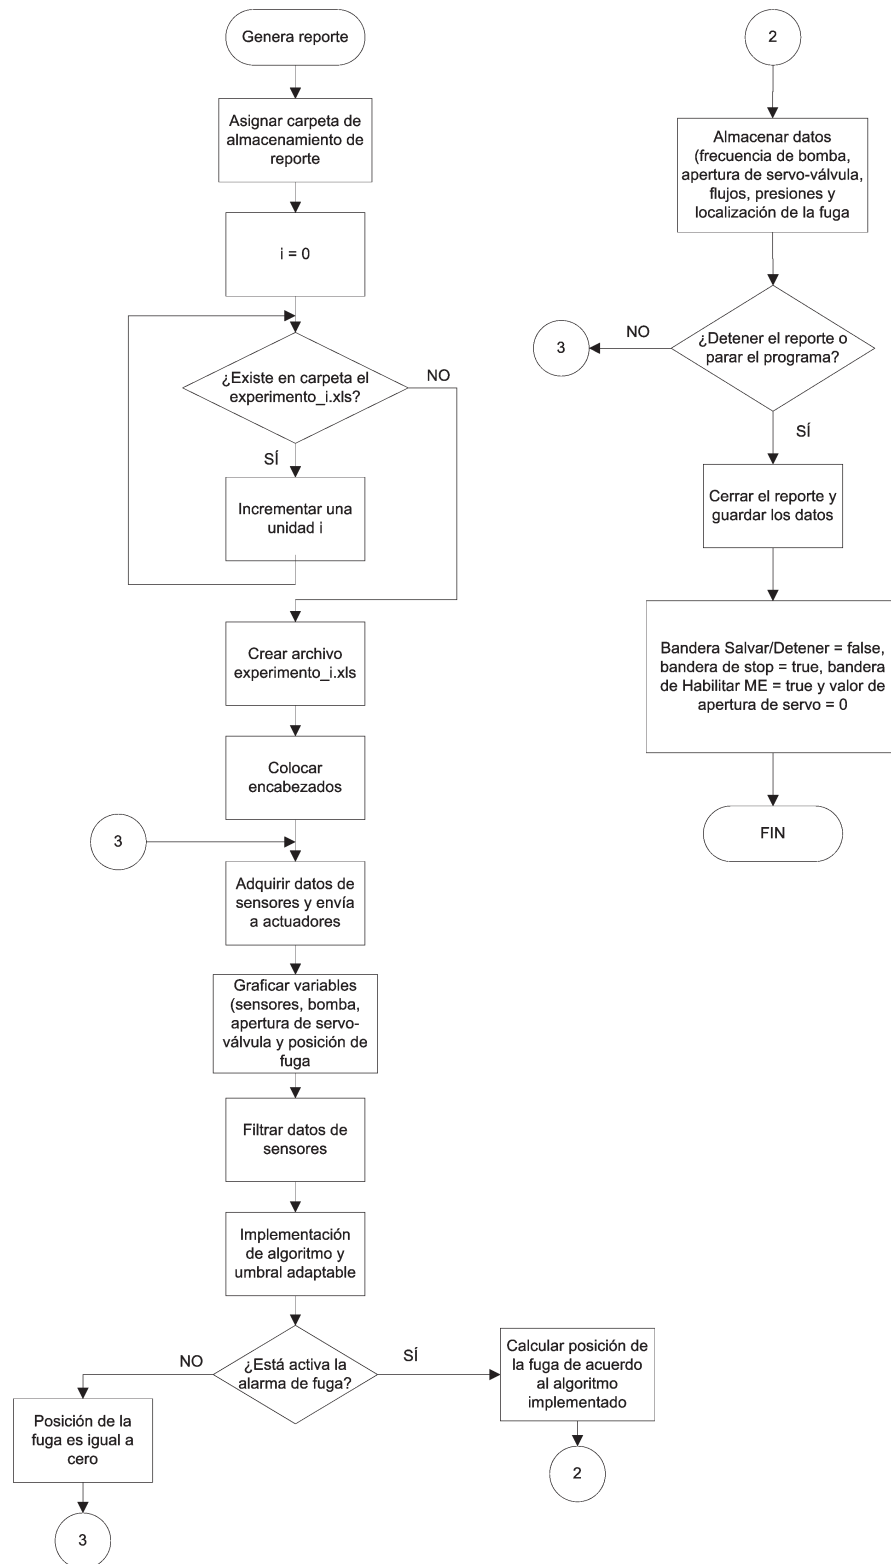 Genera reporte
Asignar carpeta de
almacenamiento de
reporte
i = 0
¿Existe en carpeta el
experimento_i.xls?
NO
SÍ
Incrementar una
unidad i
Crear archivo
experimento_i.xls
Colocar
encabezados
3
Adquirir datos de
sensores y envía
a actuadores
Graficar variables
(sensores, bomba,
apertura de servo-
válvula y posición de
fuga
Filtrar datos de
sensores
Implementación
de algoritmo y
umbral adaptable
¿Está activa la
alarma de fuga?
NO
SÍ
Posición de la
fuga es igual a
cero
3
Calcular posición de
la fuga de acuerdo
al algoritmo
implementado
2
2
Almacenar datos
(frecuencia de bomba,
apertura de servo-válvula,
flujos, presiones y
localización de la fuga
¿Detener el reporte o
parar el programa?
NO
3
SÍ
Cerrar el reporte y
guardar los datos
Bandera Salvar/Detener = false,
bandera de stop = true, bandera
de Habilitar ME = true y valor de
apertura de servo = 0
FIN